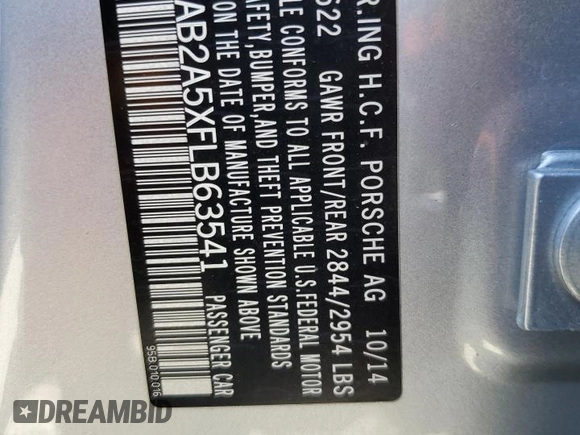 R.ING H.C.F. PORSCHE AG 10/14
622 GAWR FRONT/REAR 2844/2954 LBS
LE CONFORMS TO ALL APPLICABLE U.S.FEDERAL MOTOR
AFETY,BUMPER,AND THEFT PREVENTION STANDARDS
ON THE DATE OF MANUFACTURE SHOWN ABOVE
AB2A5XFLB63541 PASSENGER CAR
95B.010.016
DREAMBID